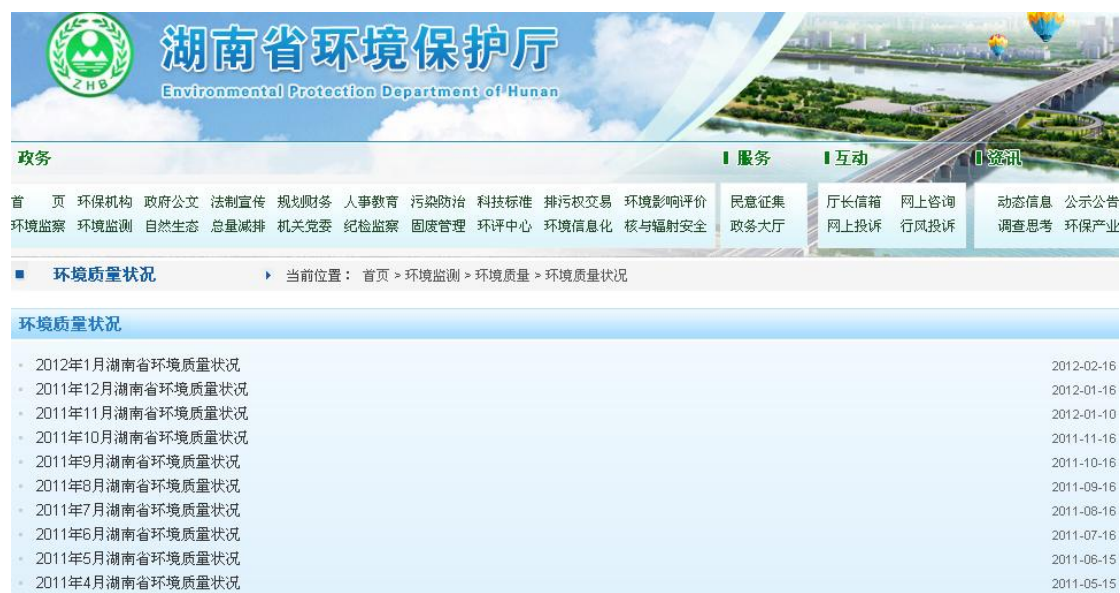 湖南省环境保护厅
ZHB
Environmental Protection Department of Hunan
政务 服务 互动 资讯
首 页 环保机构 政府公文 法制宣传 规划财务 人事教育 污染防治 科技标准 排污权交易 环境影响评价 民意征集 厅长信箱 网上咨询 动态信息 公示公告
环境监察 环境监测 自然生态 总量减排 机关党委 纪检监察 固废管理 环评中心 环境信息化 核与辐射安全 政务大厅 网上投诉 行风投诉 调查思考 环保产业
环境质量状况 当前位置： 首页 > 环境监测 > 环境质量 > 环境质量状况
环境质量状况
2012年1月湖南省环境质量状况 2012-02-16
2011年12月湖南省环境质量状况 2012-01-16
2011年11月湖南省环境质量状况 2012-01-10
2011年10月湖南省环境质量状况 2011-11-16
2011年9月湖南省环境质量状况 2011-10-16
2011年8月湖南省环境质量状况 2011-09-16
2011年7月湖南省环境质量状况 2011-08-16
2011年6月湖南省环境质量状况 2011-07-16
2011年5月湖南省环境质量状况 2011-06-15
2011年4月湖南省环境质量状况 2011-05-15